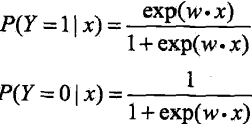 P(Y = 1 | x) = exp(w • x) / 1 + exp(w • x)
P(Y = 0 | x) = 1 / 1 + exp(w • x)